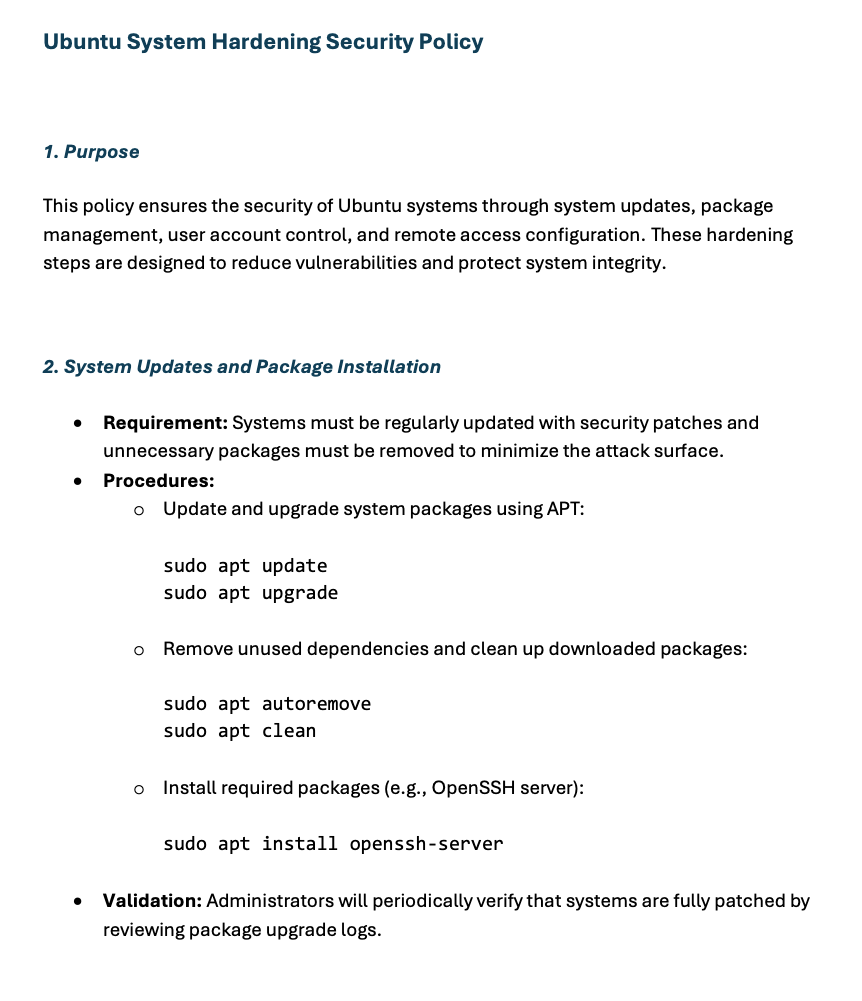 Ubuntu System Hardening Security Policy
1. Purpose
This policy ensures the security of Ubuntu systems through system updates, package
management, user account control, and remote access configuration. These hardening
steps are designed to reduce vulnerabilities and protect system integrity.
2. System Updates and Package Installation
• Requirement: Systems must be regularly updated with security patches and
unnecessary packages must be removed to minimize the attack surface.
• Procedures:
o Update and upgrade system packages using APT:
sudo apt update
sudo apt upgrade
o Remove unused dependencies and clean up downloaded packages:
sudo apt autoremove
sudo apt clean
o Install required packages (e.g., OpenSSH server):
sudo apt install openssh-server
• Validation: Administrators will periodically verify that systems are fully patched by
reviewing package upgrade logs.